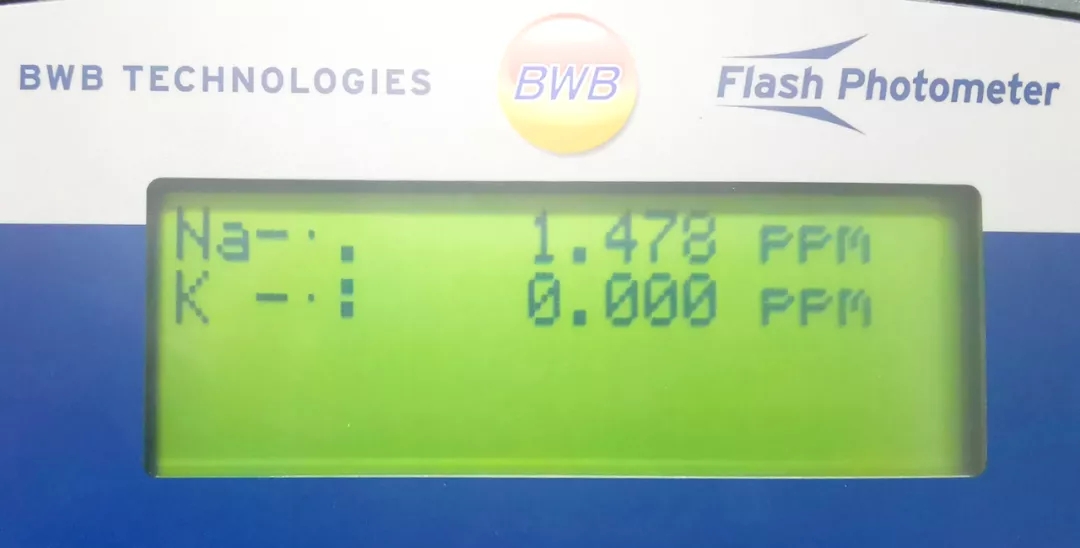 BWB TECHNOLOGIES
BWB
Flash Photometer
Na-·. 1.478 PPM
K -·: 0.000 PPM